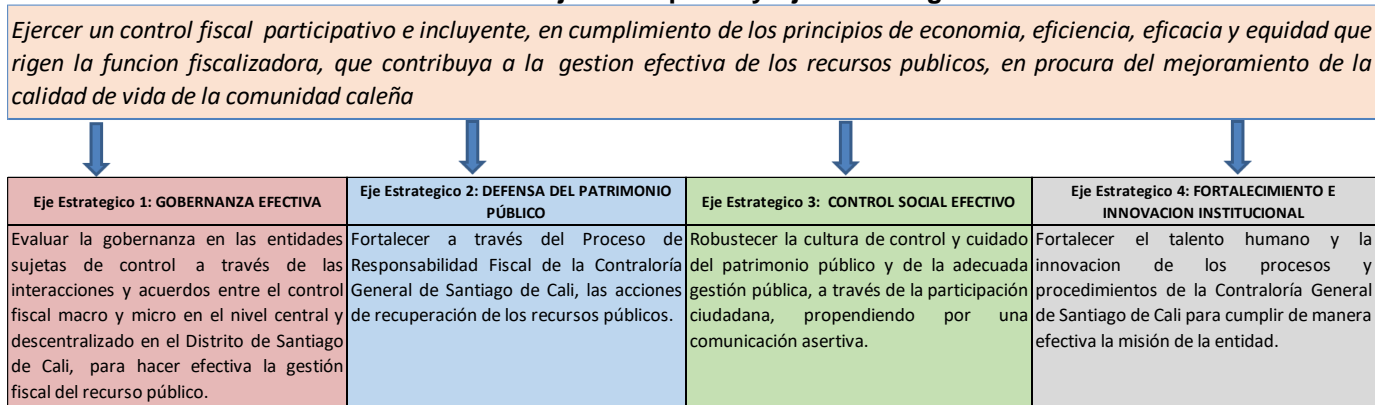 Ejercer un control fiscal participativo e incluyente, en cumplimiento de los principios de economia, eficiencia, eficacia y equidad que
rigen la funcion fiscalizadora, que contribuya a la gestion efectiva de los recursos publicos, en procura del mejoramiento de la
calidad de vida de la comunidad caleña
Eje Estrategico 1: GOBERNANZA EFECTIVA
Evaluar la gobernanza en las entidades
sujetas de control a través de las
interacciones y acuerdos entre el control
fiscal macro y micro en el nivel central y
descentralizado en el Distrito de Santiago
de Cali, para hacer efectiva la gestión
fiscal del recurso público.
Eje Estrategico 2: DEFENSA DEL PATRIMONIO
PÚBLICO
Fortalecer a través del Proceso de
Responsabilidad Fiscal de la Contraloría
General de Santiago de Cali, las acciones
de recuperación de los recursos públicos.
Eje Estrategico 3: CONTROL SOCIAL EFECTIVO
Robustecer la cultura de control y cuidado
del patrimonio público y de la adecuada
gestión pública, a través de la participación
ciudadana, propendiendo por una
comunicación asertiva.
Eje Estrategico 4: FORTALECIMIENTO E
INNOVACION INSTITUCIONAL
Fortalecer el talento humano y la
innovacion de los procesos y
procedimientos de la Contraloría General
de Santiago de Cali para cumplir de manera
efectiva la misión de la entidad.